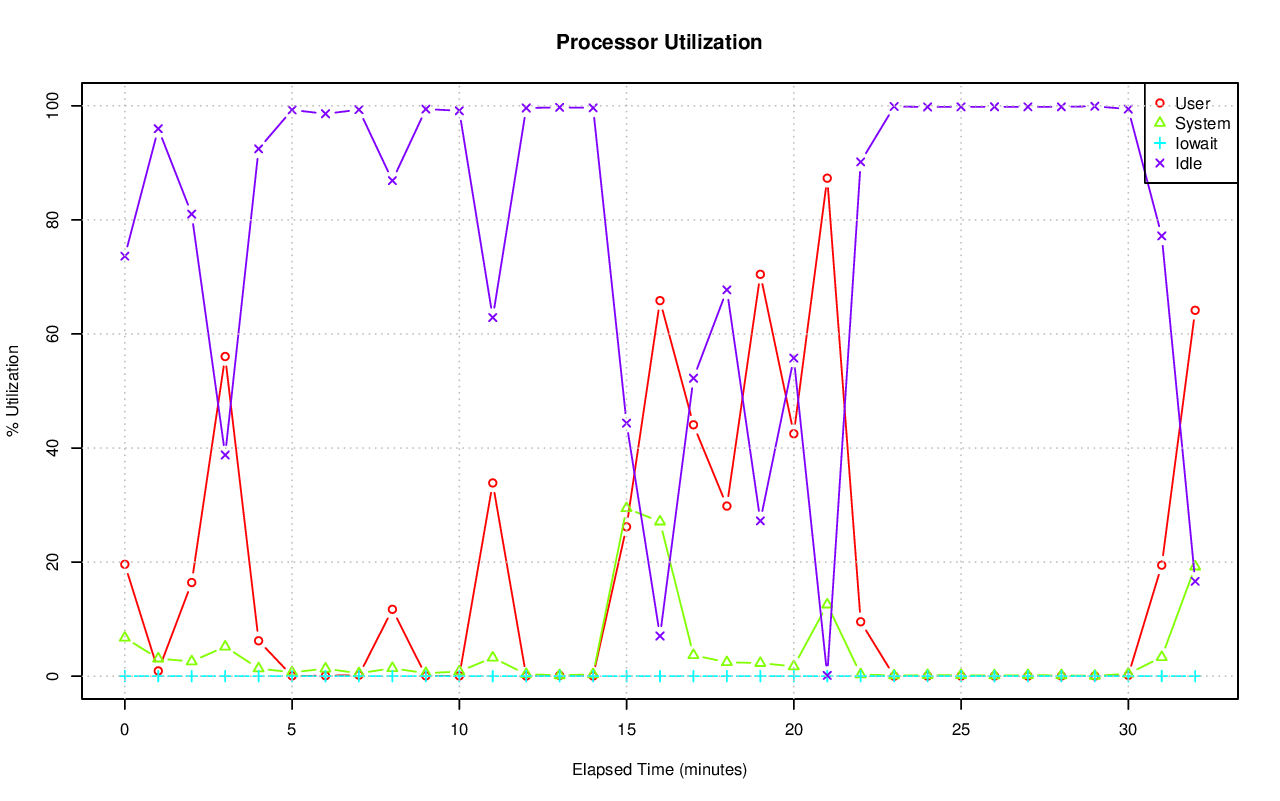 Processor Utilization
% Utilization
100
80
60
40
20
0
User
System
Iowait
Idle
0 5 10 15 20 25 30
Elapsed Time (minutes)